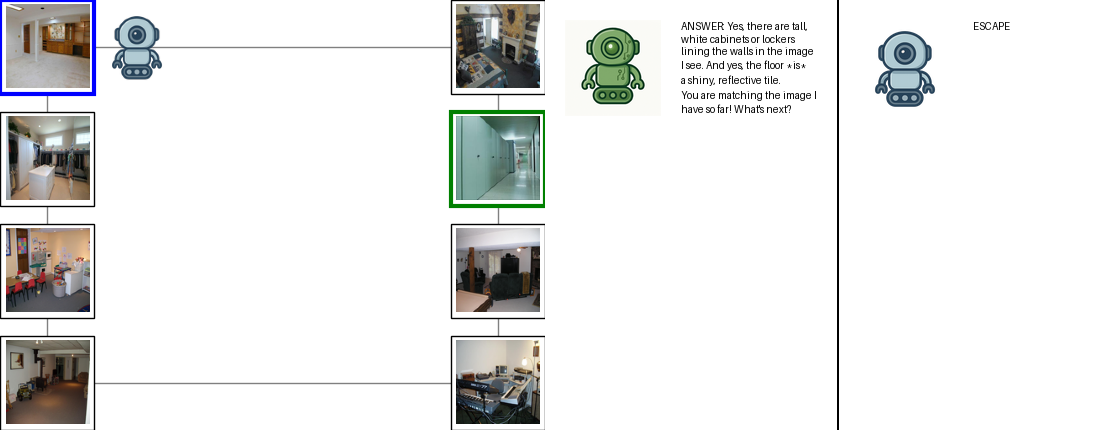 ANSWER Yes, there are tall,
white cabinets or lockers
lining the walls in the image
I see. And yes, the floor *is*
a shiny, reflective tile.
You are matching the image I
have so far! What's next?
ESCAPE